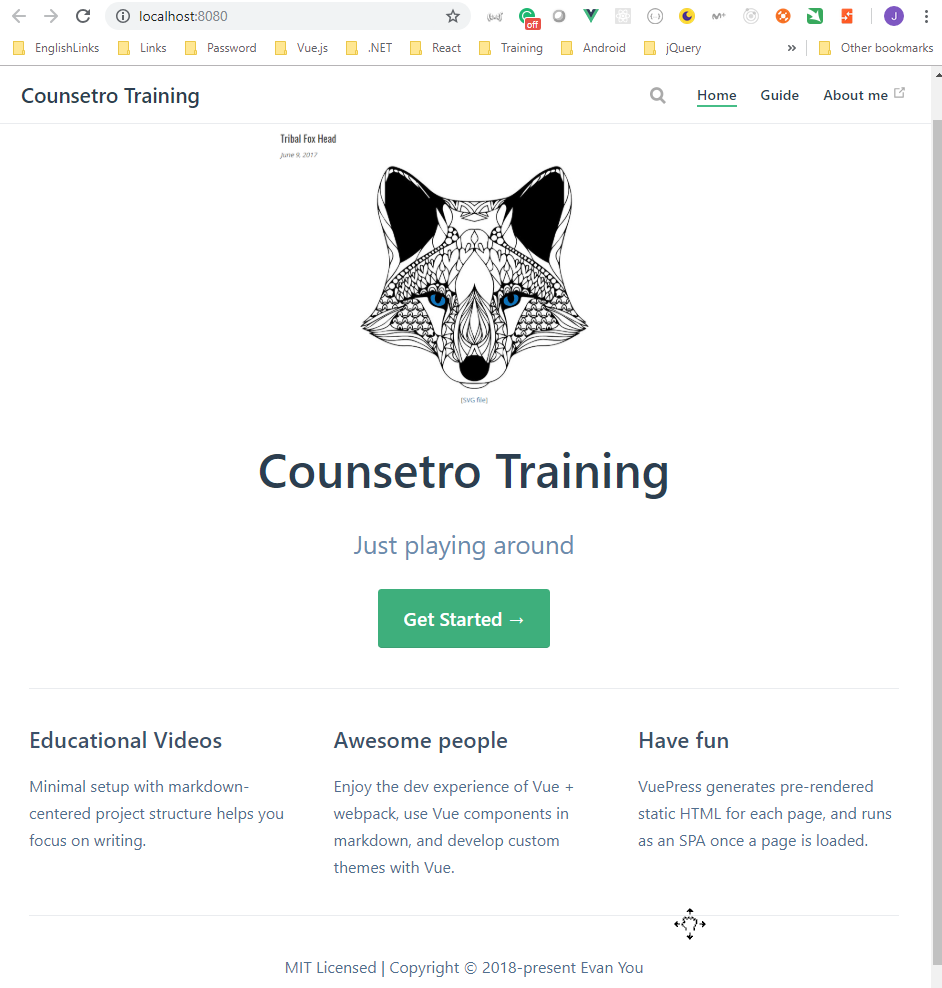 localhost:8080
off
EnglishLinks
Links
Password
Vue.js
.NET
React
Training
Android
jQuery
»
Other bookmarks
Counsetro Training
Home
Guide
About me
Tribal Fox Head
June 9, 2017
[SVG file]
Counsetro Training
Just playing around
Get Started →
Educational Videos
Minimal setup with markdown-
centered project structure helps you
focus on writing.
Awesome people
Enjoy the dev experience of Vue +
webpack, use Vue components in
markdown, and develop custom
themes with Vue.
Have fun
VuePress generates pre-rendered
static HTML for each page, and runs
as an SPA once a page is loaded.
MIT Licensed | Copyright © 2018-present Evan You